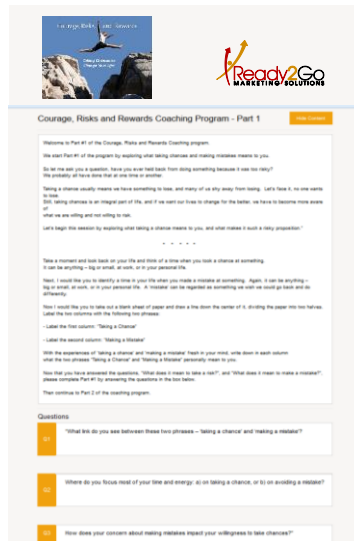 Courage, Risks and Rewards
Taking Chances to
Change Your Life
Ready2Go
MARKETING SOLUTIONS
Courage, Risks and Rewards Coaching Program - Part 1
Hide Content
Welcome to Part #1 of the Courage, Risks and Rewards Coaching program.
We start Part #1 of the program by exploring what taking chances and making mistakes means to you.
So let me ask you a question, have you ever held back from doing something because it was too risky?
We probably all have done that at one time or another.
Taking a chance usually means we have something to lose, and many of us shy away from losing. Let's face it, no one wants
to lose.
Still, taking chances is an integral part of life, and if we want our lives to change for the better, we have to become more aware
of
what we are willing and not willing to risk.
Let's begin this session by exploring what taking a chance means to you, and what makes it such a risky proposition."
* * * * *
Take a moment and look back on your life and think of a time when you took a chance at something.
It can be anything – big or small, at work, or in your personal life.
Next, I would like you to identify a time in your life when you made a mistake at something. Again, it can be anything –
big or small, at work, or in your personal life. A 'mistake' can be regarded as something we wish we could go back and do
differently.
Now I would like you to take out a blank sheet of paper and draw a line down the center of it, dividing the paper into two halves.
Label the two columns with the following two phrases:
- Label the first column: "Taking a Chance"
- Label the second column: "Making a Mistake"
With the experiences of 'taking a chance' and 'making a mistake' fresh in your mind, write down in each column
what the two phrases "Taking a Chance" and "Making a Mistake" personally mean to you.
Now that you have answered the questions, "What does it mean to take a risk?", and "What does it mean to make a mistake?",
please complete Part #1 by answering the questions in the box below.
Then continue to Part 2 of the coaching program.
Questions
Q1
"What link do you see between these two phrases – 'taking a chance' and 'making a mistake'?
Q2
Where do you focus most of your time and energy: a) on taking a chance, or b) on avoiding a mistake?
Q3
How does your concern about making mistakes impact your willingness to take chances?"